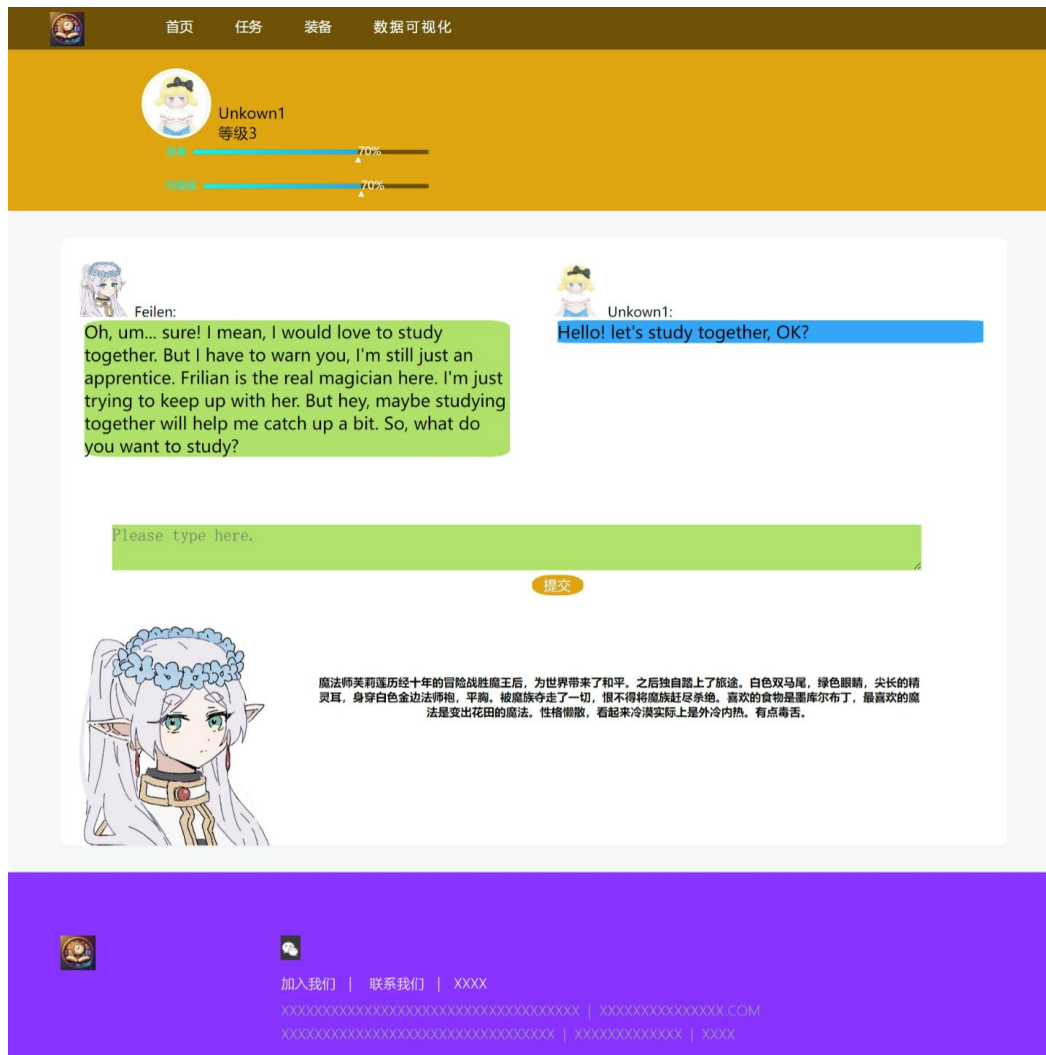 首页 任务 装备 数据可视化
Unkown1
等级3
70%
经验值 70%
Feilen:
Oh, um... sure! I mean, I would love to study
together. But I have to warn you, I'm still just an
apprentice. Frilian is the real magician here. I'm just
trying to keep up with her. But hey, maybe studying
together will help me catch up a bit. So, what do
you want to study?
Unkown1:
Hello! let's study together, OK?
Please type here.
提交
魔法师芙莉莲历经十年的冒险战胜魔王后，为世界带来了和平。之后独自踏上了旅途。白色双马尾，绿色眼睛，尖长的精
灵耳，身穿白色金边法师袍，平胸。被魔族夺走了一切，恨不得将魔族赶尽杀绝。喜欢的食物是墨库尔布丁，最喜欢的魔
法是变出花田的魔法。性格懒散，看起来冷漠实际上是外冷内热。有点毒舌。
加入我们 | 联系我们 | XXXX
XXXXXXXXXXXXXXXXXXXXXXXXXXXXXXXXXXX | XXXXXXXXXXXXXXX.COM
XXXXXXXXXXXXXXXXXXXXXXXXXXXXXXXX | XXXXXXXXXXXXX | XXXX